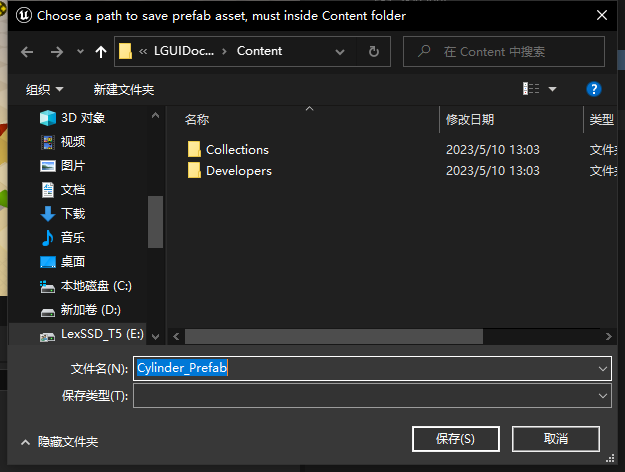 Choose a path to save prefab asset, must inside Content folder
« LGUIDoc... › Content
在 Content 中搜索
组织
新建文件夹
3D 对象
视频
图片
文档
下载
音乐
桌面
本地磁盘 (C:)
新加卷 (D:)
LexSSD_T5 (E:)
名称 修改日期 类型
Collections 2023/5/10 13:03 文件
Developers 2023/5/10 13:03 文件
文件名(N): Cylinder_Prefab
保存类型(T):
隐藏文件夹
保存(S)
取消